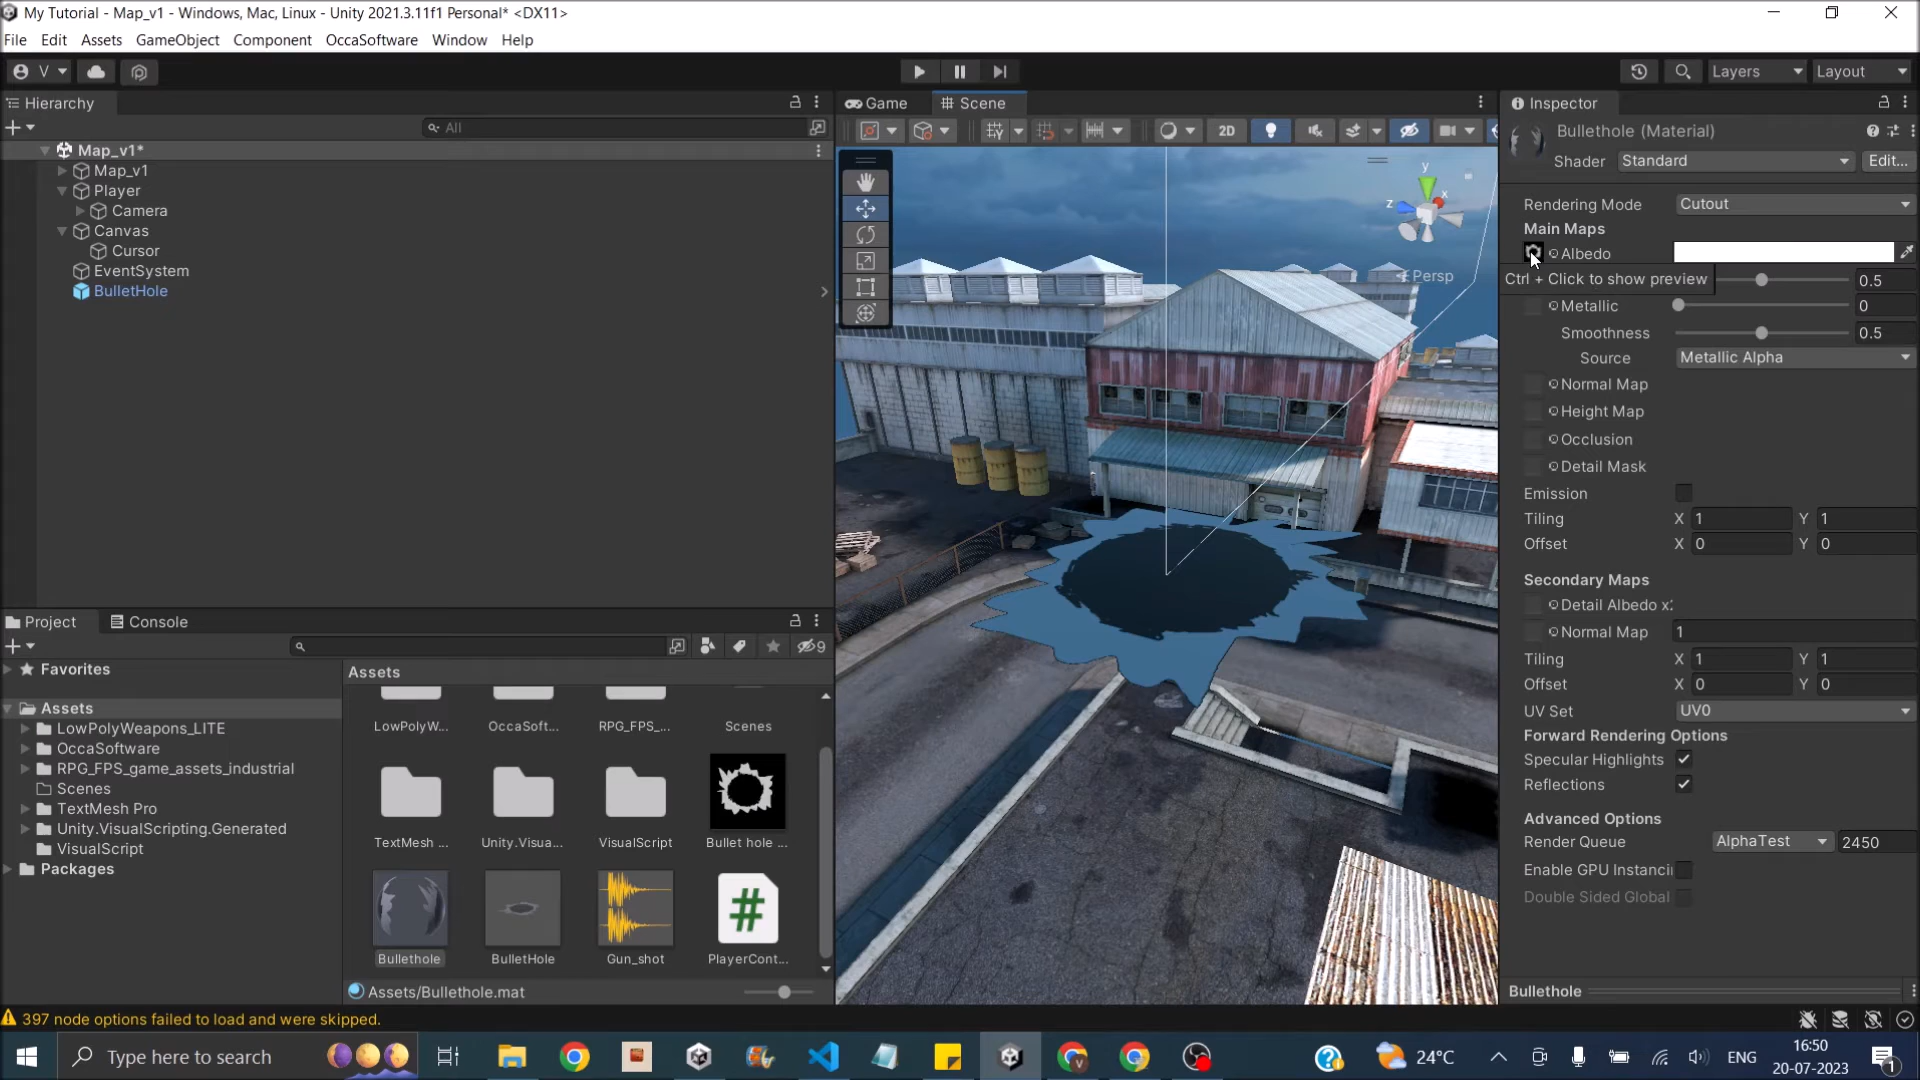 My Tutorial - Map_v1 - Windows, Mac, Linux - Unity 2021.3.11f1 Personal* <DX11>
File Edit Assets GameObject Component OccaSoftware Window Help
V
Layers
Layout
Hierarchy
All
Map_v1*
Map_v1
Player
Camera
Canvas
Cursor
EventSystem
BulletHole
Game
Scene
2D
y
x
z
Persp
Inspector
Bullethole (Material)
Shader Standard Edit...
Rendering Mode Cutout
Main Maps
Albedo
Ctrl + Click to show preview 0.5
Metallic 0
Smoothness 0.5
Source Metallic Alpha
Normal Map
Height Map
Occlusion
Detail Mask
Emission
Tiling X 1 Y 1
Offset X 0 Y 0
Secondary Maps
Detail Albedo x2
Normal Map 1
Tiling X 1 Y 1
Offset X 0 Y 0
UV Set UV0
Forward Rendering Options
Specular Highlights
Reflections
Advanced Options
Render Queue AlphaTest 2450
Enable GPU Instanci
Double Sided Global
Bullethole
Project
Console
9
Favorites
Assets
LowPolyWeapons_LITE
OccaSoftware
RPG_FPS_game_assets_industrial
Scenes
TextMesh Pro
Unity.VisualScripting.Generated
VisualScript
Packages
Assets
LowPolyW... OccaSoft... RPG_FPS_... Scenes
TextMesh ... Unity.Visua... VisualScript Bullet hole ...
Bullethole BulletHole Gun_shot PlayerCont...
Assets/Bullethole.mat
397 node options failed to load and were skipped.
Type here to search
24°C
ENG
16:50
20-07-2023
1